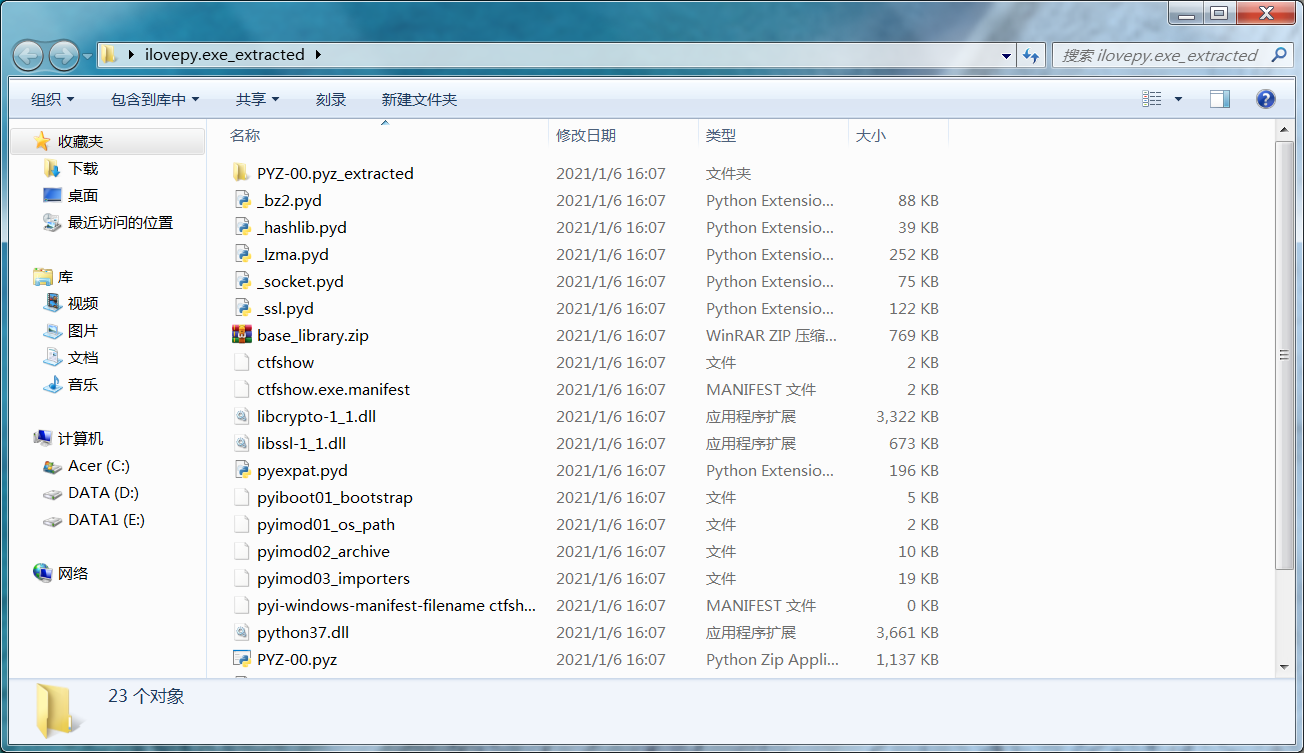 ilovepy.exe_extracted
搜索 ilovepy.exe_extracted
组织 包含到库中 共享 刻录 新建文件夹
收藏夹
下载
桌面
最近访问的位置
库
视频
图片
文档
音乐
计算机
Acer (C:)
DATA (D:)
DATA1 (E:)
网络
名称 修改日期 类型 大小
PYZ-00.pyz_extracted 2021/1/6 16:07 文件夹
_bz2.pyd 2021/1/6 16:07 Python Extensio... 88 KB
_hashlib.pyd 2021/1/6 16:07 Python Extensio... 39 KB
_lzma.pyd 2021/1/6 16:07 Python Extensio... 252 KB
_socket.pyd 2021/1/6 16:07 Python Extensio... 75 KB
_ssl.pyd 2021/1/6 16:07 Python Extensio... 122 KB
base_library.zip 2021/1/6 16:07 WinRAR ZIP 压缩... 769 KB
ctfshow 2021/1/6 16:07 文件 2 KB
ctfshow.exe.manifest 2021/1/6 16:07 MANIFEST 文件 2 KB
libcrypto-1_1.dll 2021/1/6 16:07 应用程序扩展 3,322 KB
libssl-1_1.dll 2021/1/6 16:07 应用程序扩展 673 KB
pyexpat.pyd 2021/1/6 16:07 Python Extensio... 196 KB
pyiboot01_bootstrap 2021/1/6 16:07 文件 5 KB
pyimod01_os_path 2021/1/6 16:07 文件 2 KB
pyimod02_archive 2021/1/6 16:07 文件 10 KB
pyimod03_importers 2021/1/6 16:07 文件 19 KB
pyi-windows-manifest-filename ctfsh... 2021/1/6 16:07 MANIFEST 文件 0 KB
python37.dll 2021/1/6 16:07 应用程序扩展 3,661 KB
PYZ-00.pyz 2021/1/6 16:07 Python Zip Appli... 1,137 KB
23 个对象